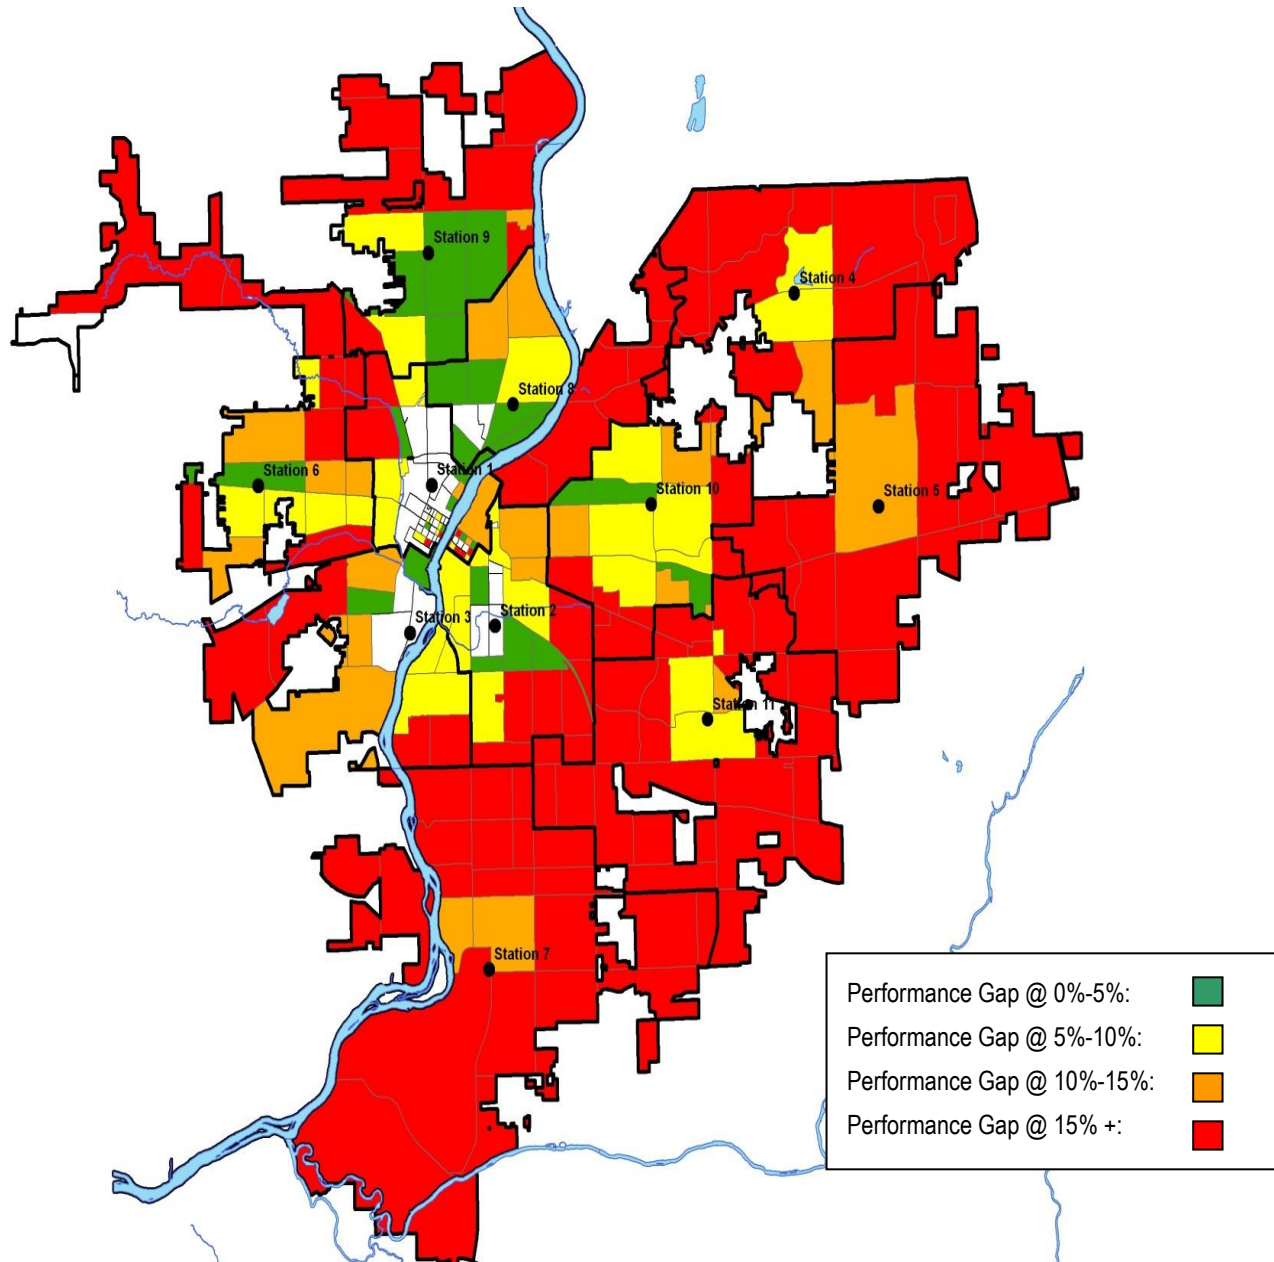 Station 9
Station 4
Station 8
Station 6
Station 1
Station 10
Station 5
Station 3
Station 2
Station 11
Station 7
Performance Gap @ 0%-5%:
Performance Gap @ 5%-10%:
Performance Gap @ 10%-15%:
Performance Gap @ 15% +: